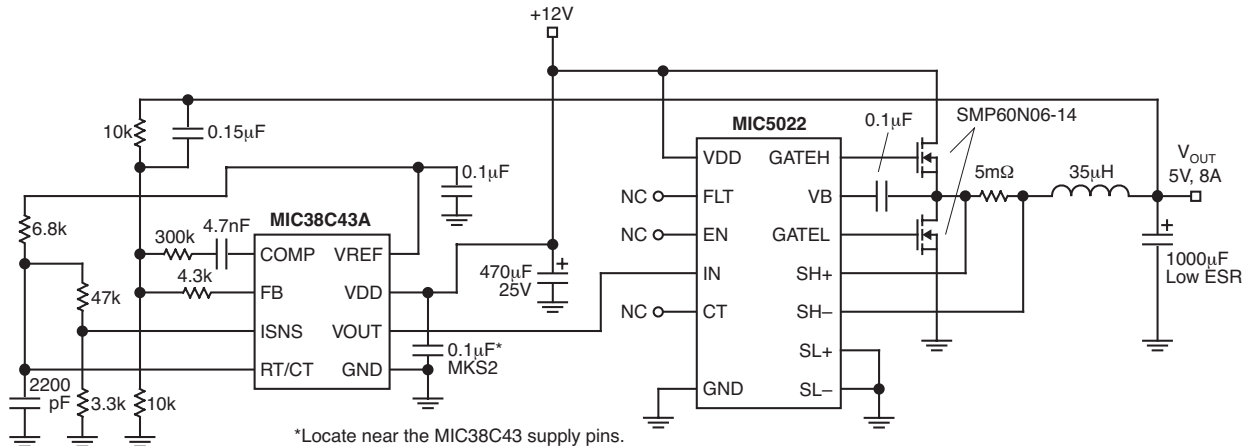 +12V
10k
0.15µF
MIC5022
0.1µF
SMP60N06-14
VDD
GATEH
5mΩ
35µH
VOUT
5V, 8A
0.1µF
NC
FLT
VB
6.8k
MIC38C43A
4.7nF
300k
COMP
VREF
NC
EN
GATEL
1000µF
Low ESR
4.3k
FB
VDD
470µF
25V
IN
SH+
47k
ISNS
VOUT
NC
CT
SH–
0.1µF*
MKS2
RT/CT
GND
SL+
2200
pF
3.3k
10k
GND
SL–
*Locate near the MIC38C43 supply pins.